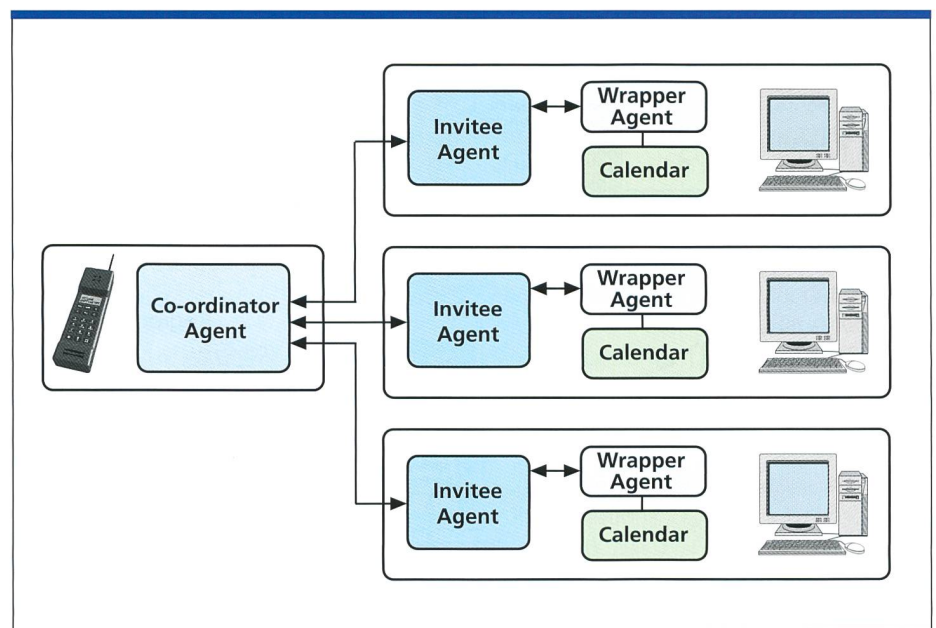 Invitee
Agent
Wrapper
Agent
Calendar
Co-ordinator
Agent
Invitee
Agent
Wrapper
Agent
Calendar
Invitee
Agent
Wrapper
Agent
Calendar